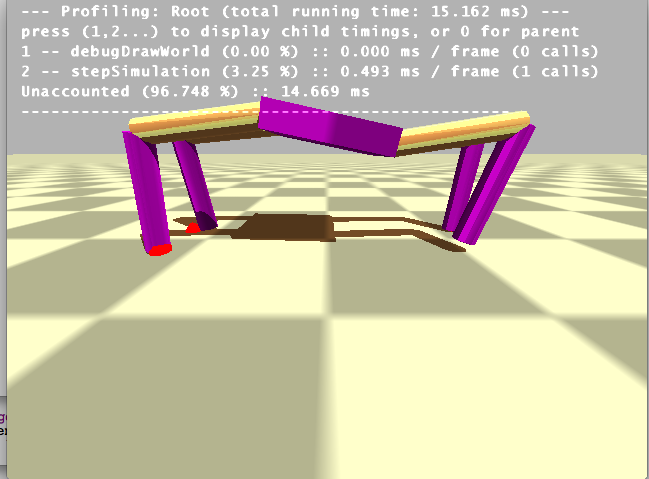 --- Profiling: Root (total running time: 15.162 ms) ---
press (1,2...) to display child timings, or 0 for parent
1 -- debugDrawWorld (0.00 %) :: 0.000 ms / frame (0 calls)
2 -- stepSimulation (3.25 %) :: 0.493 ms / frame (1 calls)
Unaccounted (96.748 %) :: 14.669 ms
-------------------------------------------------